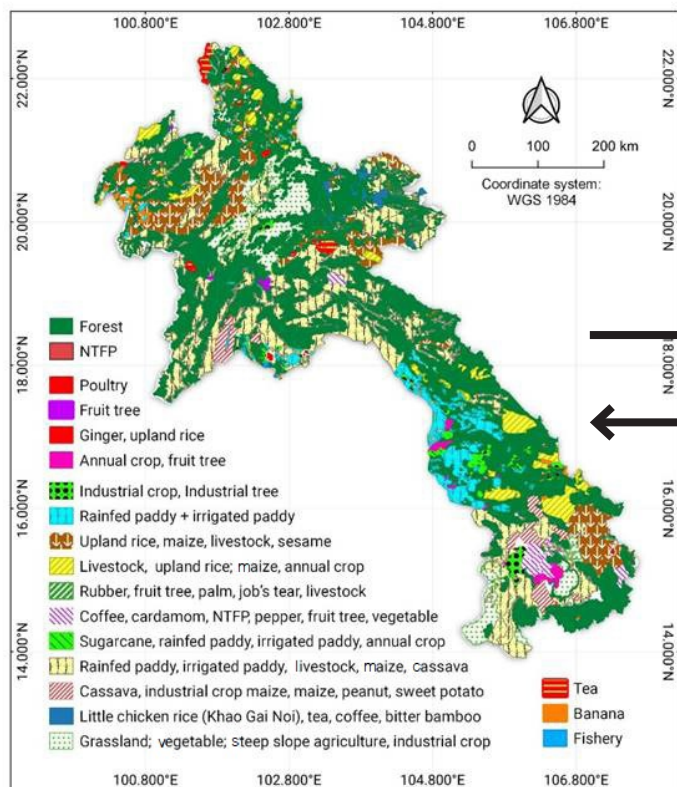 100.800°E 102.800°E 104.800°E 106.800°E
22.000°N 22.000°N
0 100 200 km
Coordinate system:
WGS 1984
20.000°N 20.000°N
18.000°N 18.000°N
16.000°N 16.000°N
14.000°N 14.000°N
Forest
NTFP
Poultry
Fruit tree
Ginger, upland rice
Annual crop, fruit tree
Industrial crop, Industrial tree
Rainfed paddy + irrigated paddy
Upland rice, maize, livestock, sesame
Livestock, upland rice; maize, annual crop
Rubber, fruit tree, palm, job's tear, livestock
Coffee, cardamom, NTFP, pepper, fruit tree, vegetable
Sugarcane, rainfed paddy, irrigated paddy, annual crop
Rainfed paddy, irrigated paddy, livestock, maize, cassava
Cassava, industrial crop maize, maize, peanut, sweet potato
Little chicken rice (Khao Gai Noi), tea, coffee, bitter bamboo
Grassland; vegetable; steep slope agriculture, industrial crop
Tea
Banana
Fishery
100.800°E 102.800°E 104.800°E 106.800°E